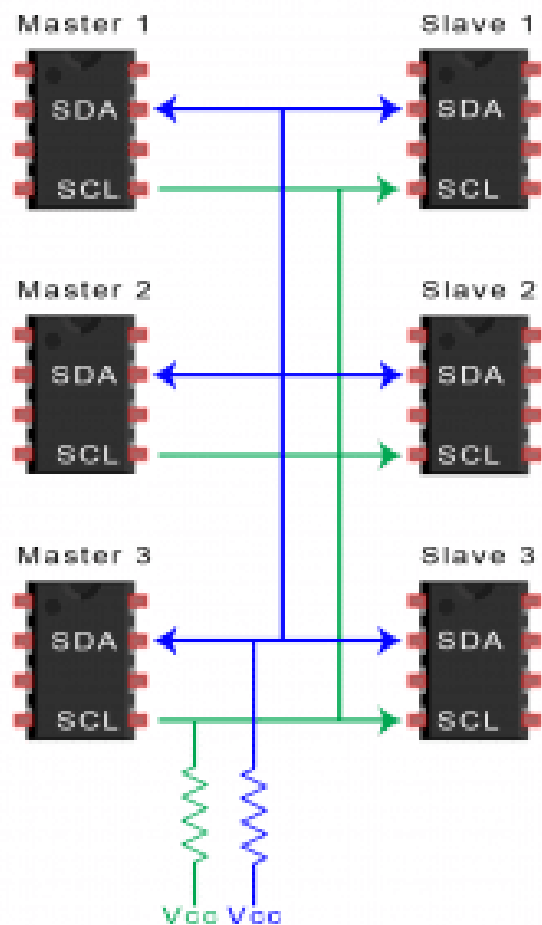 Master 1 Slave 1
SDA SDA
SCL SCL
Master 2 Slave 2
SDA SDA
SCL SCL
Master 3 Slave 3
SDA SDA
SCL SCL
Vcc Vcc